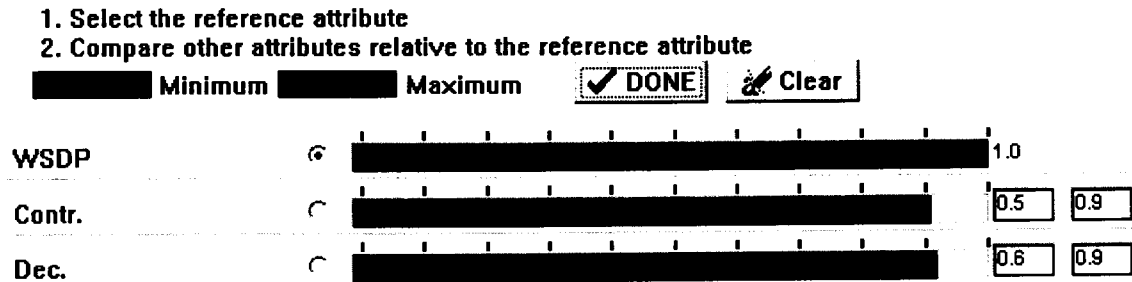 1. Select the reference attribute
2. Compare other attributes relative to the reference attribute
Minimum Maximum DONE Clear
WSDP 1.0
Contr. 0.5 0.9
Dec. 0.6 0.9